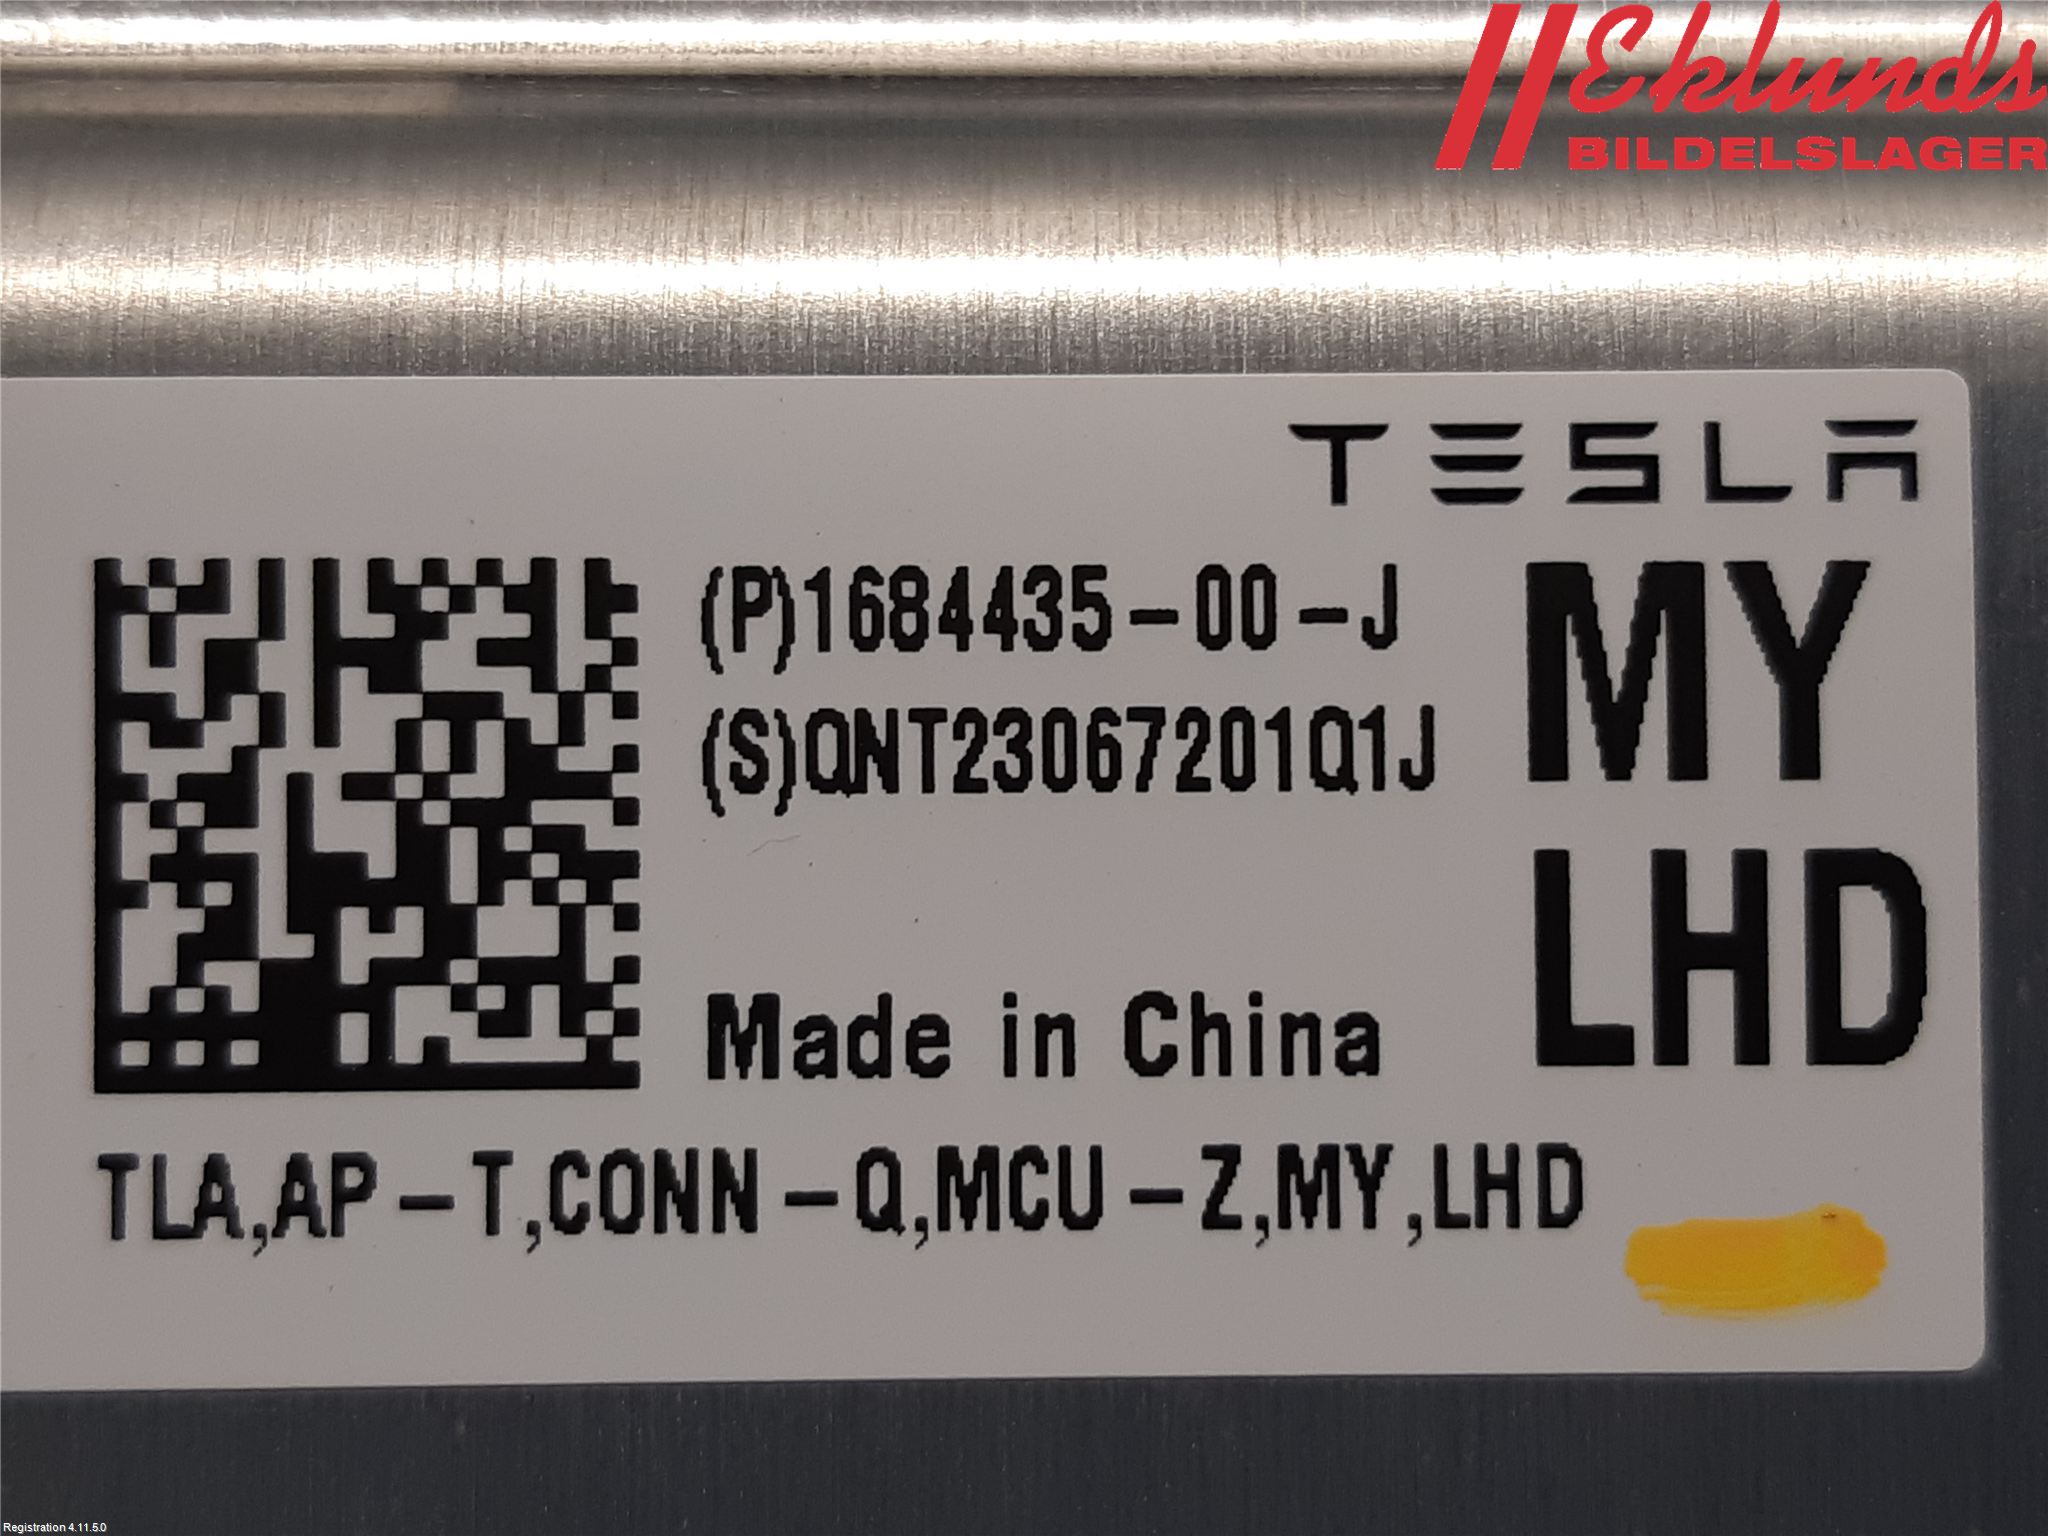 Eklunds
BILDELSLAGER
TESLA
(P)1684435-00-J
(S)QNT23067201Q1J
MY
LHD
Made in China
TLA,AP-T,CONN-Q,MCU-Z,MY,LHD
Registration 4.11.5.0